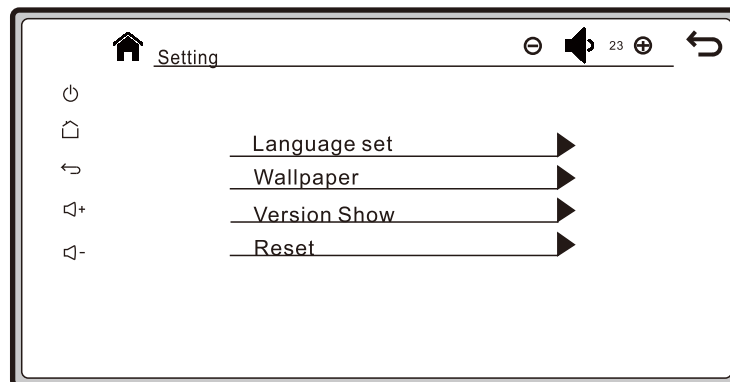 Setting
23
Language set
Wallpaper
Version Show
Reset
+
-